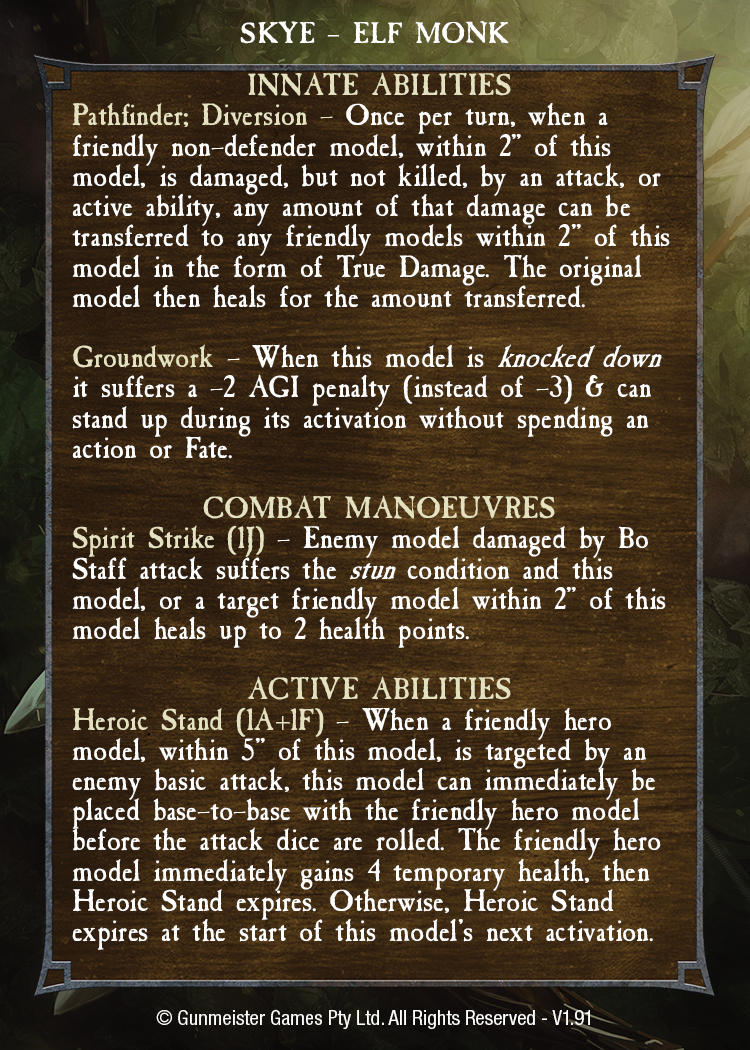 SKYE – ELF MONK
INNATE ABILITIES
Pathfinder; Diversion – Once per turn, when a
friendly non-defender model, within 2” of this
model, is damaged, but not killed, by an attack, or
active ability, any amount of that damage can be
transferred to any friendly models within 2” of this
model in the form of True Damage. The original
model then heals for the amount transferred.
Groundwork – When this model is knocked down
it suffers a -2 AGI penalty (instead of -3) & can
stand up during its activation without spending an
action or Fate.
COMBAT MANOEUVRES
Spirit Strike (1J) – Enemy model damaged by Bo
Staff attack suffers the stun condition and this
model, or a target friendly model within 2” of this
model heals up to 2 health points.
ACTIVE ABILITIES
Heroic Stand (1A+1F) – When a friendly hero
model, within 5” of this model, is targeted by an
enemy basic attack, this model can immediately be
placed base-to-base with the friendly hero model
before the attack dice are rolled. The friendly hero
model immediately gains 4 temporary health, then
Heroic Stand expires. Otherwise, Heroic Stand
expires at the start of this model's next activation.
© Gunmeister Games Pty Ltd. All Rights Reserved - V1.91